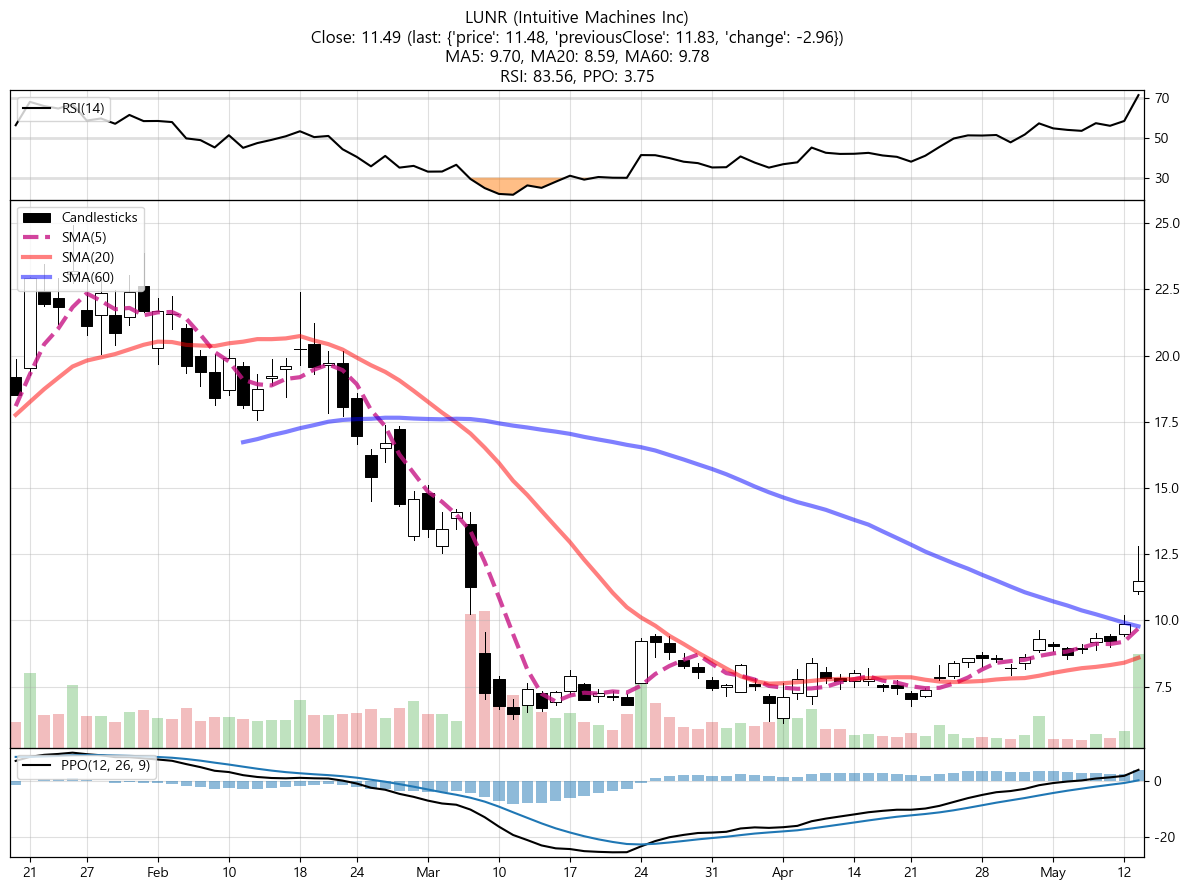 LUNR (Intuitive Machines Inc)
Close: 11.49 (last: {'price': 11.48, 'previousClose': 11.83, 'change': -2.96})
MA5: 9.70, MA20: 8.59, MA60: 9.78
RSI: 83.56, PPO: 3.75
RSI(14)
70
50
30
Candlesticks
SMA(5)
SMA(20)
SMA(60)
25.0
22.5
20.0
17.5
15.0
12.5
10.0
7.5
PPO(12, 26, 9)
0
-20
21 27 Feb 10 18 24 Mar 10 17 24 31 Apr 14 21 28 May 12